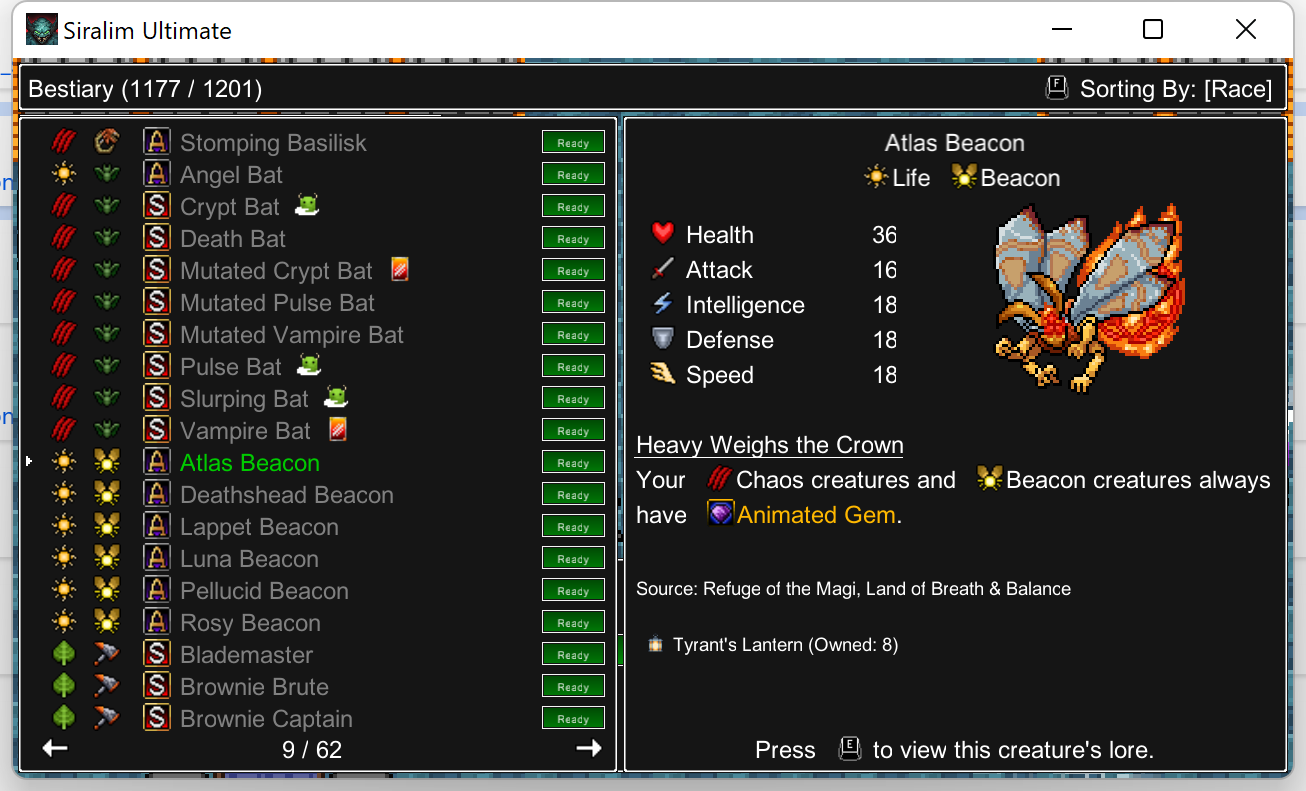 Siralim Ultimate
Bestiary (1177 / 1201)
F Sorting By: [Race]
A Stomping Basilisk Ready
A Angel Bat Ready
S Crypt Bat Ready
S Death Bat Ready
S Mutated Crypt Bat Ready
S Mutated Pulse Bat Ready
S Mutated Vampire Bat Ready
S Pulse Bat Ready
S Slurping Bat Ready
S Vampire Bat Ready
A Atlas Beacon Ready
A Deathshead Beacon Ready
A Lappet Beacon Ready
A Luna Beacon Ready
A Pellucid Beacon Ready
A Rosy Beacon Ready
S Blademaster Ready
S Brownie Brute Ready
S Brownie Captain Ready
9 / 62
Atlas Beacon
Life Beacon
Health 36
Attack 16
Intelligence 18
Defense 18
Speed 18
Heavy Weighs the Crown
Your Chaos creatures and Beacon creatures always
have Animated Gem.
Source: Refuge of the Magi, Land of Breath & Balance
Tyrant's Lantern (Owned: 8)
Press E to view this creature's lore.